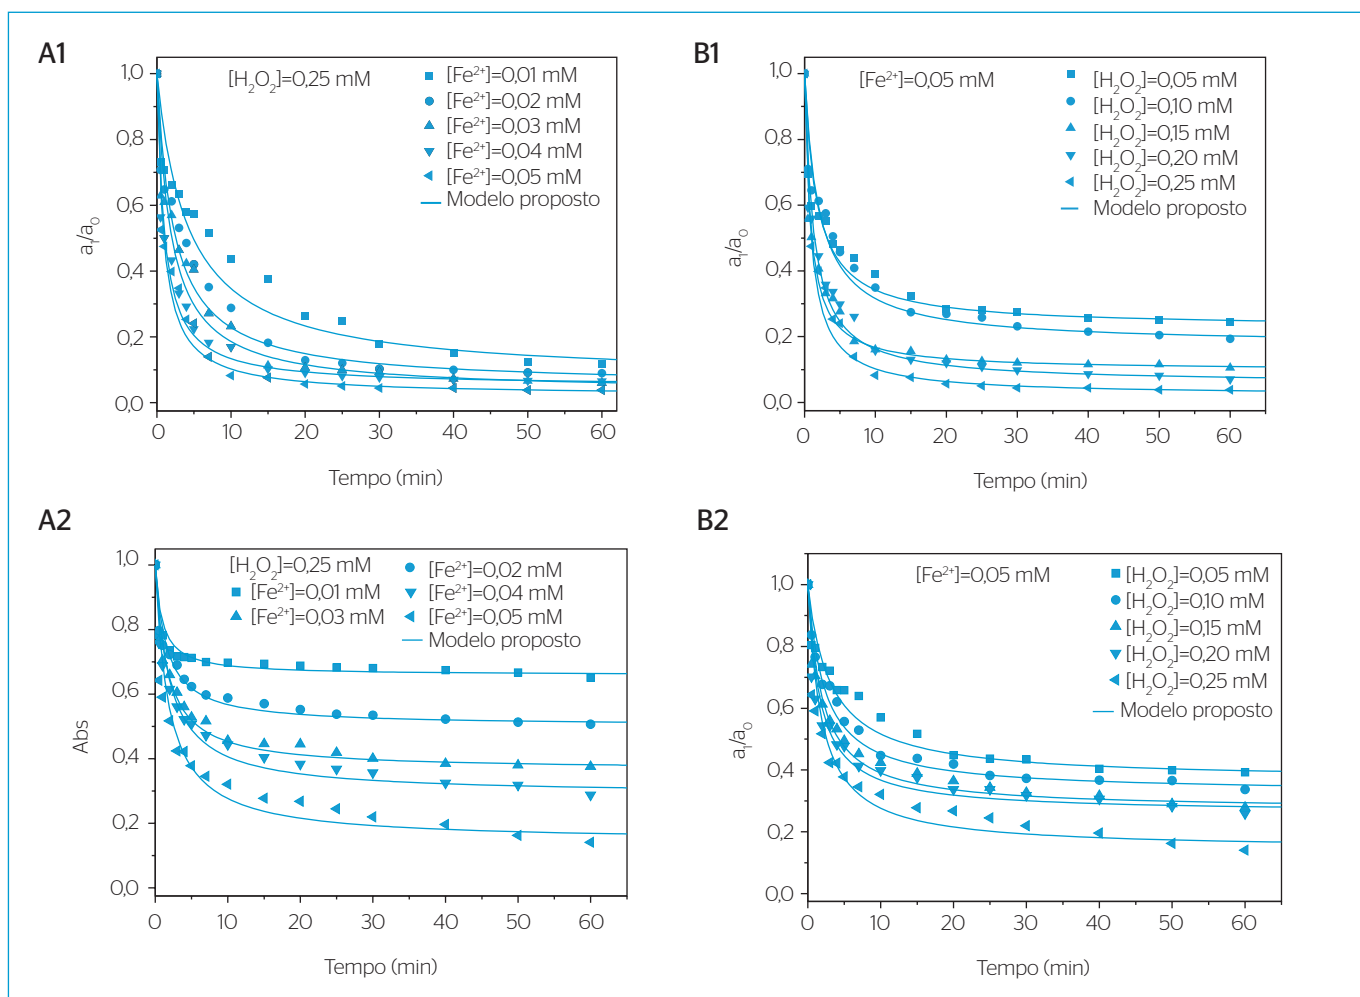 A1
[H₂O₂]=0,25 mM
[Fe²⁺]=0,01 mM
[Fe²⁺]=0,02 mM
[Fe²⁺]=0,03 mM
[Fe²⁺]=0,04 mM
[Fe²⁺]=0,05 mM
Modelo proposto
1,0
0,8
0,6
0,4
0,2
0,0
a₁/a₀
0 10 20 30 40 50 60
Tempo (min)
B1
[Fe²⁺]=0,05 mM
[H₂O₂]=0,05 mM
[H₂O₂]=0,10 mM
[H₂O₂]=0,15 mM
[H₂O₂]=0,20 mM
[H₂O₂]=0,25 mM
Modelo proposto
1,0
0,8
0,6
0,4
0,2
0,0
a₁/a₀
0 10 20 30 40 50 60
Tempo (min)
A2
[H₂O₂]=0,25 mM
[Fe²⁺]=0,01 mM
[Fe²⁺]=0,03 mM
[Fe²⁺]=0,02 mM
[Fe²⁺]=0,04 mM
[Fe²⁺]=0,05 mM
Modelo proposto
1,0
0,8
0,6
0,4
0,2
0,0
Abs
0 10 20 30 40 50 60
Tempo (min)
B2
[Fe²⁺]=0,05 mM
[H₂O₂]=0,05 mM
[H₂O₂]=0,10 mM
[H₂O₂]=0,15 mM
[H₂O₂]=0,20 mM
[H₂O₂]=0,25 mM
Modelo proposto
1,0
0,8
0,6
0,4
0,2
0,0
a₁/a₀
0 10 20 30 40 50 60
Tempo (min)